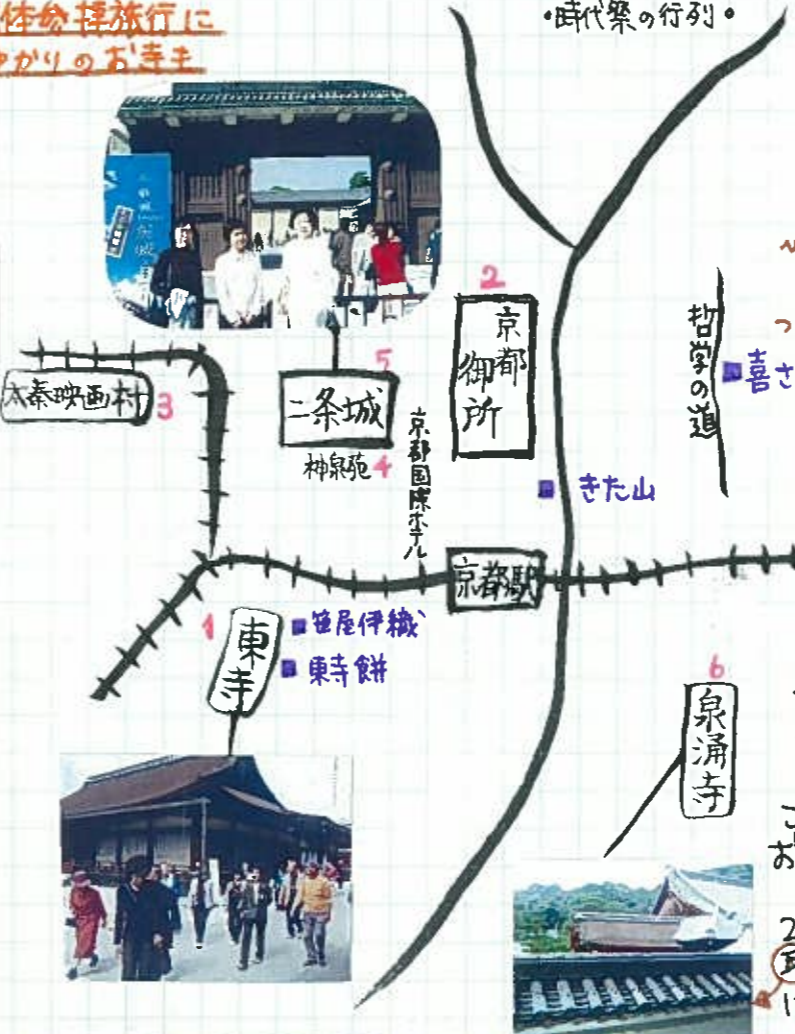 体参拝旅行に
ゆかりのお寺も
・時代祭の行列・
2
京都
御所
哲学の道
喜さ
太秦映画村
3
5
二条城
神泉苑
4
京都国際ホテル
きた山
京都駅
1
東寺
笹屋伊織
東寺餅
6
泉涌寺